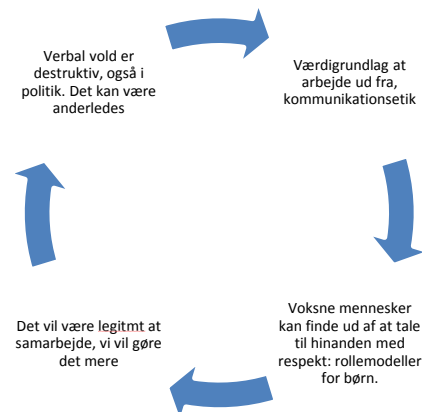 Verbal vold er
destruktiv, også i
politik. Det kan være
anderledes
Værdigrundlag at
arbejde ud fra,
kommunikationsetik
Voksne mennesker
kan finde ud af at tale
til hinanden med
respekt: rollemodeller
for børn.
Det vil være legitmt at
samarbejde, vi vil gøre
det mere